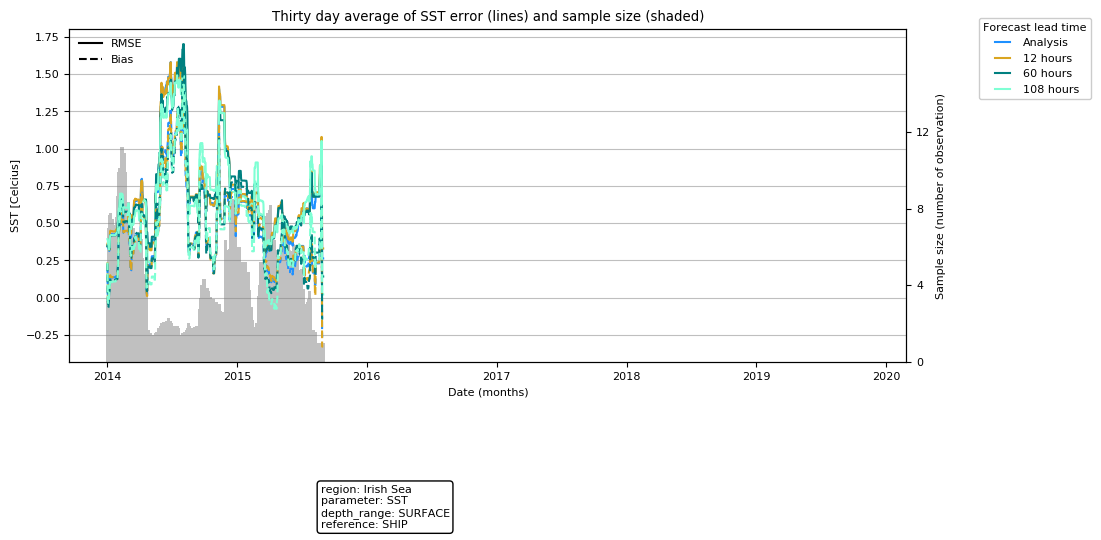 Thirty day average of SST error (lines) and sample size (shaded)
RMSE
Bias
Forecast lead time
Analysis
12 hours
60 hours
108 hours
SST [Celcius]
1.75
1.50
1.25
1.00
0.75
0.50
0.25
0.00
−0.25
Sample size (number of observation)
12
8
4
0
2014
2015
2016
2017
2018
2019
2020
Date (months)
region: Irish Sea
parameter: SST
depth_range: SURFACE
reference: SHIP